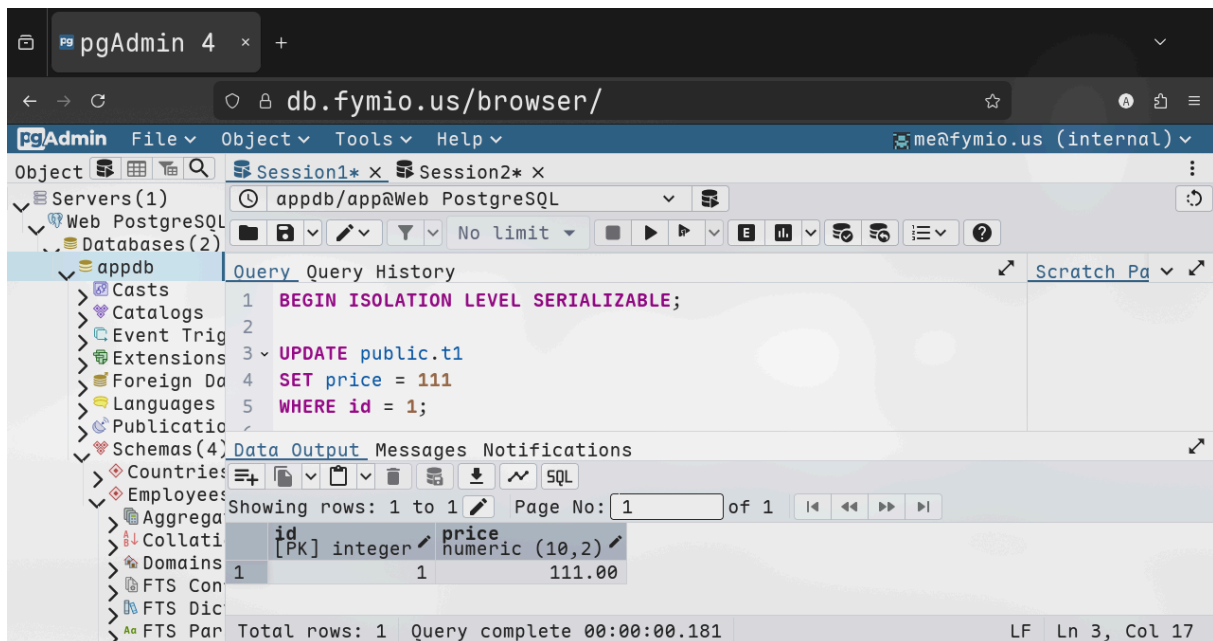 pgAdmin 4
db.fymio.us/browser/
pgAdmin File Object Tools Help me@fymio.us (internal)
Object Session1* Session2*
Servers(1)
appdb/app@Web PostgreSQL
Web PostgreSQL
No limit
Databases(2)
appdb
Query Query History Scratch Pa
Casts
1 BEGIN ISOLATION LEVEL SERIALIZABLE;
Catalogs
2
Event Trig
3 UPDATE public.t1
Extensions
Foreign Da
4 SET price = 111
Languages
5 WHERE id = 1;
Publicatio
Schemas(4)
Data Output Messages Notifications
Countries
SQL
Employees
Showing rows: 1 to 1 Page No: 1 of 1
Aggrega
id price
Collati
[PK] integer numeric (10,2)
Domains
1 1 111.00
FTS Con
FTS Dic
FTS Par
Total rows: 1 Query complete 00:00:00.181 LF Ln 3, Col 17